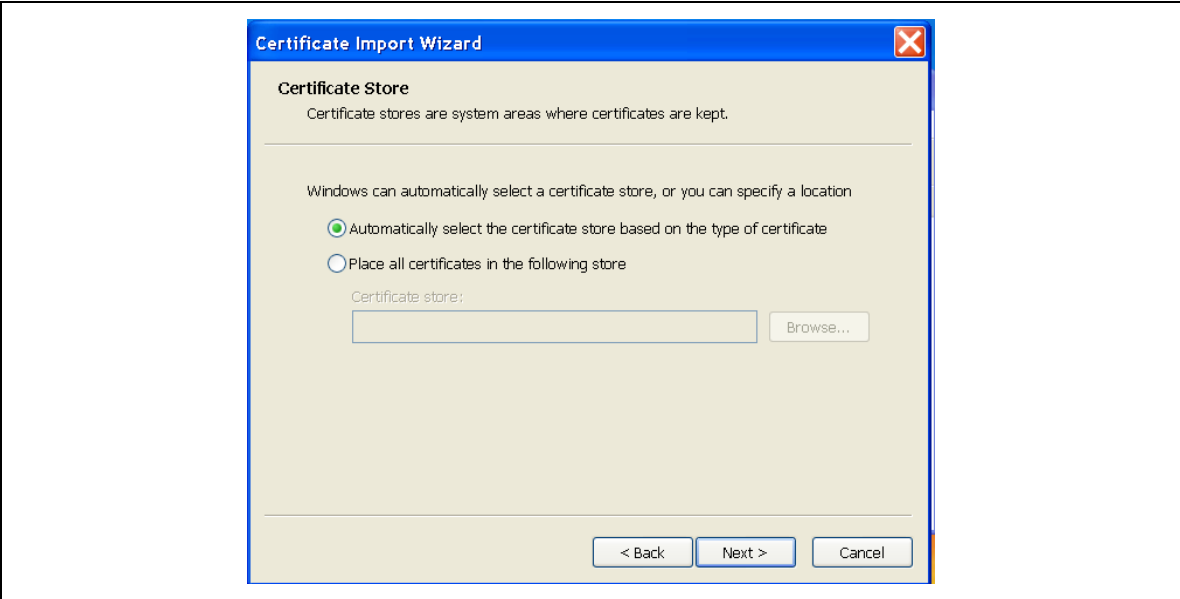 Certificate Import Wizard
Certificate Store
Certificate stores are system areas where certificates are kept.
Windows can automatically select a certificate store, or you can specify a location
Automatically select the certificate store based on the type of certificate
Place all certificates in the following store
Certificate store:
Browse...
< Back Next > Cancel